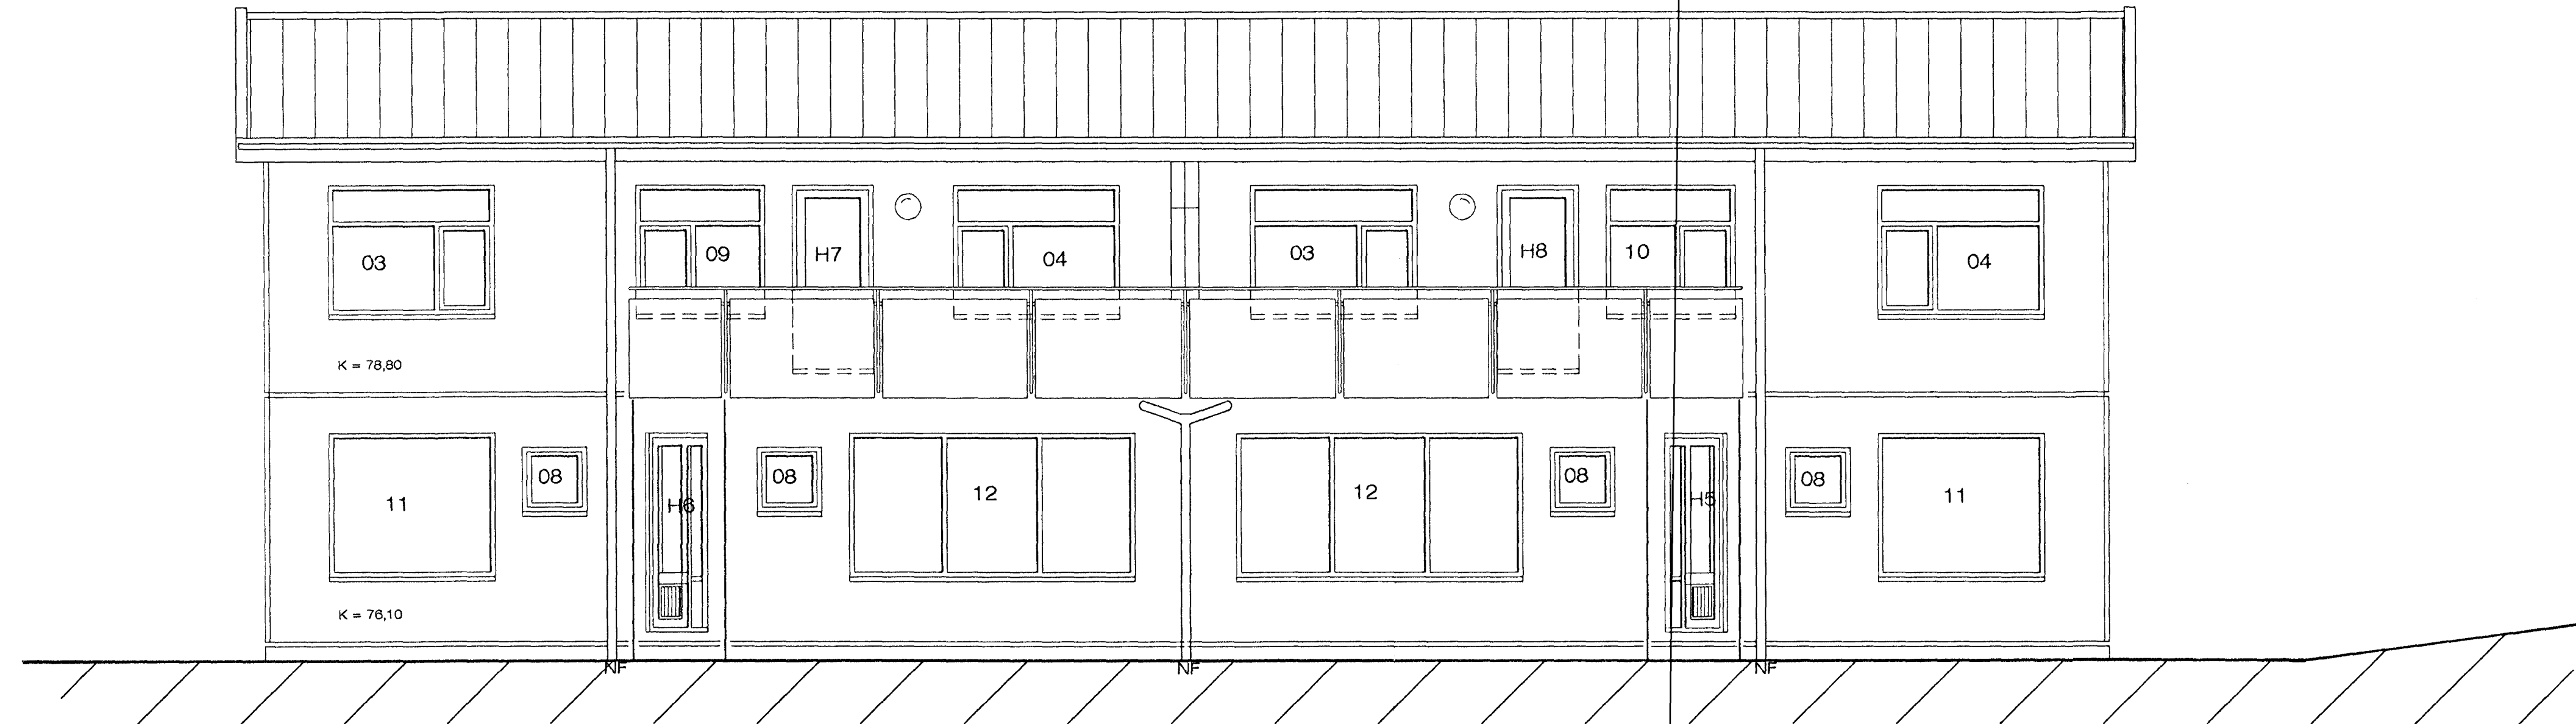 03 09 H7 04 03 H8 10 04
K = 78,80
11 08 H6 08 12 12 08 H5 08 11
K = 76,10
NF NF NF